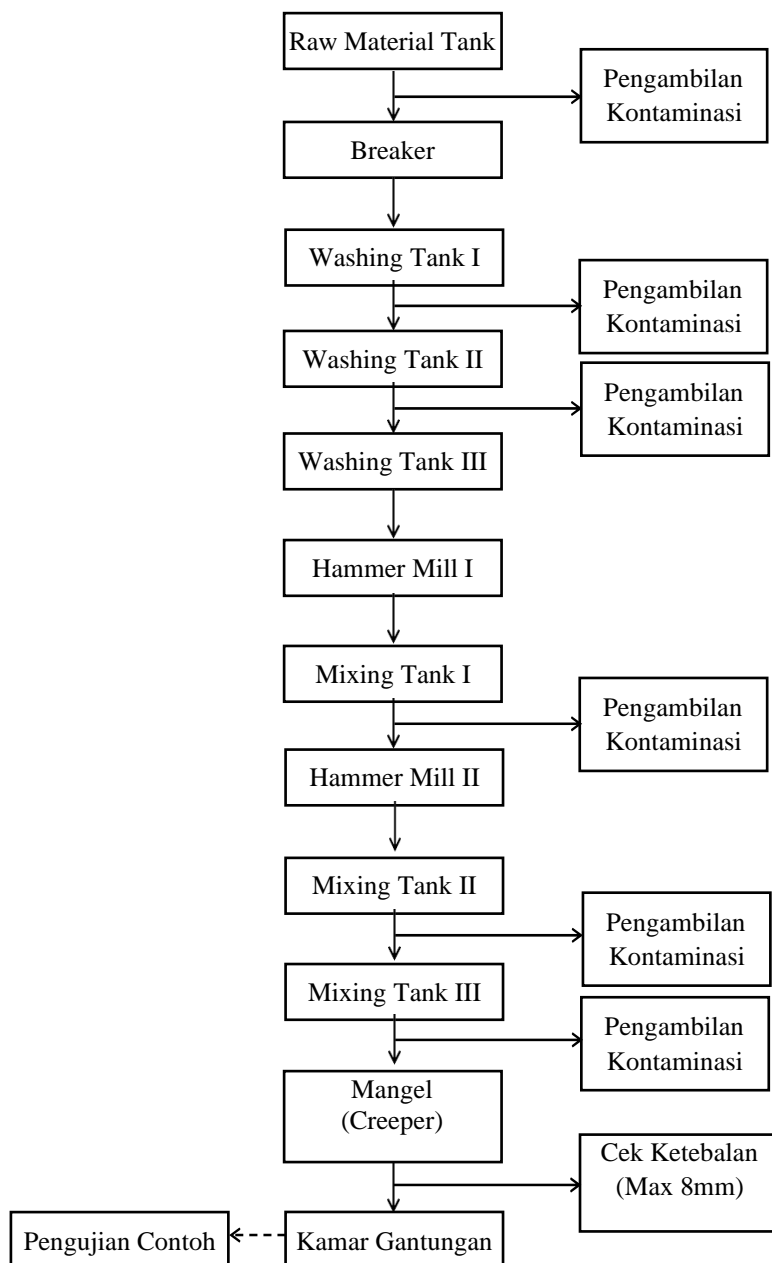 Raw Material Tank
Pengambilan
Kontaminasi
Breaker
Washing Tank I
Pengambilan
Kontaminasi
Washing Tank II
Pengambilan
Kontaminasi
Washing Tank III
Hammer Mill I
Mixing Tank I
Pengambilan
Kontaminasi
Hammer Mill II
Mixing Tank II
Pengambilan
Kontaminasi
Mixing Tank III
Pengambilan
Kontaminasi
Mangel
(Creeper)
Cek Ketebalan
(Max 8mm)
Pengujian Contoh
Kamar Gantungan